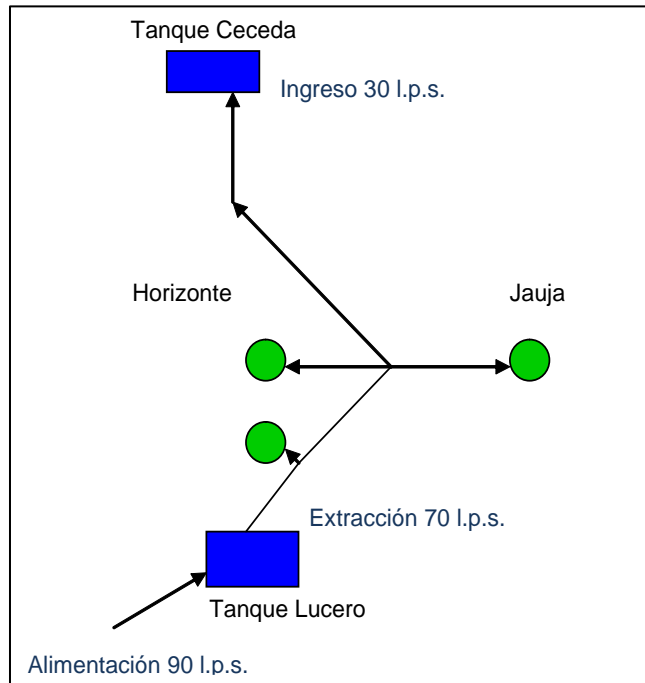 Tanque Ceceda
Ingreso 30 l.p.s.
Horizonte
Jauja
Extracción 70 l.p.s.
Tanque Lucero
Alimentación 90 l.p.s.